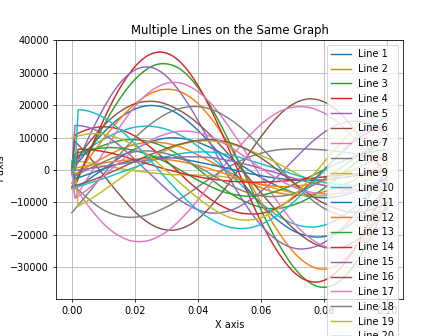 Multiple Lines on the Same Graph
40000
30000
20000
10000
0
−10000
−20000
−30000
0.00
0.02
0.04
0.06
0.08
X axis
Line 1
Line 2
Line 3
Line 4
Line 5
Line 6
Line 7
Line 8
Line 9
Line 10
Line 11
Line 12
Line 13
Line 14
Line 15
Line 16
Line 17
Line 18
Line 19
Line 20